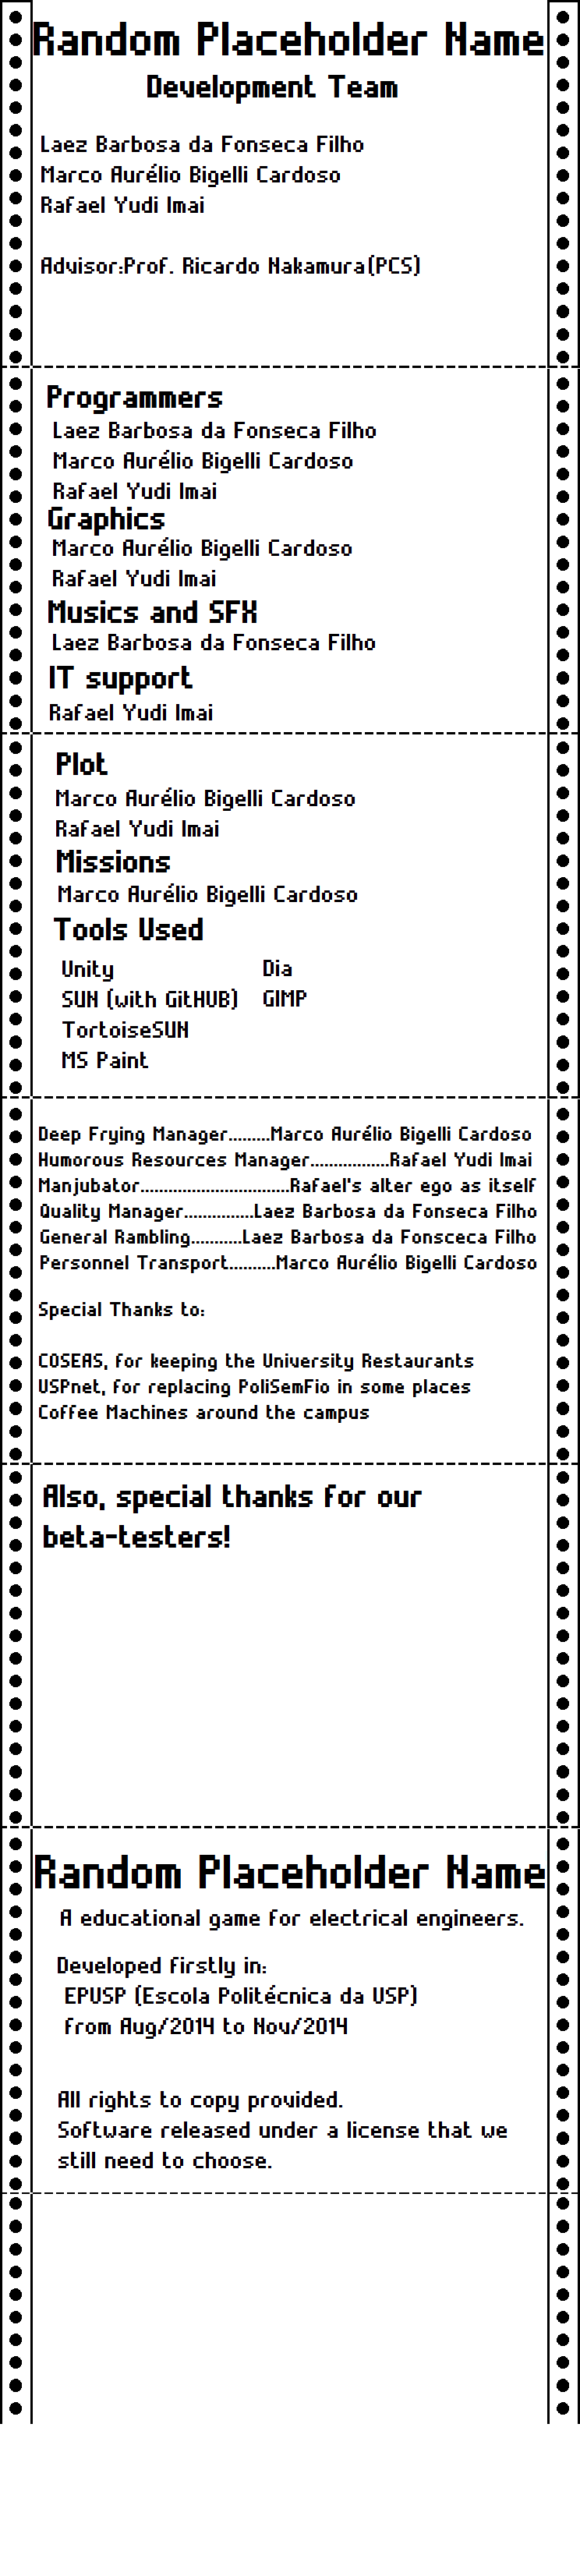 Random Placeholder Name
Development Team
Laez Barbosa da Fonseca Filho
Marco Aurélio Bigelli Cardoso
Rafael Yudi Imai
Advisor:Prof. Ricardo Nakamura(PCS)
Programmers
Laez Barbosa da Fonseca Filho
Marco Aurélio Bigelli Cardoso
Rafael Yudi Imai
Graphics
Marco Aurélio Bigelli Cardoso
Rafael Yudi Imai
Musics and SFX
Laez Barbosa da Fonseca Filho
IT support
Rafael Yudi Imai
Plot
Marco Aurélio Bigelli Cardoso
Rafael Yudi Imai
Missions
Marco Aurélio Bigelli Cardoso
Tools Used
Unity Dia
SVN (with GitHUB) GIMP
TortoiseSVN
MS Paint
Deep Frying Manager.........Marco Aurélio Bigelli Cardoso
Humorous Resources Manager.................Rafael Yudi Imai
Manjubator................................Rafael's alter ego as itself
Quality Manager...............Laez Barbosa da Fonseca Filho
General Rambling...........Laez Barbosa da Fonsceca Filho
Personnel Transport..........Marco Aurélio Bigelli Cardoso
Special Thanks to:
COSEAS, for keeping the University Restaurants
USPnet, for replacing PoliSemFio in some places
Coffee Machines around the campus
Also, special thanks for our
beta-testers!
Random Placeholder Name
A educational game for electrical engineers.
Developed firstly in:
EPUSP (Escola Politécnica da USP)
from Aug/2014 to Nov/2014
All rights to copy provided.
Software released under a license that we
still need to choose.